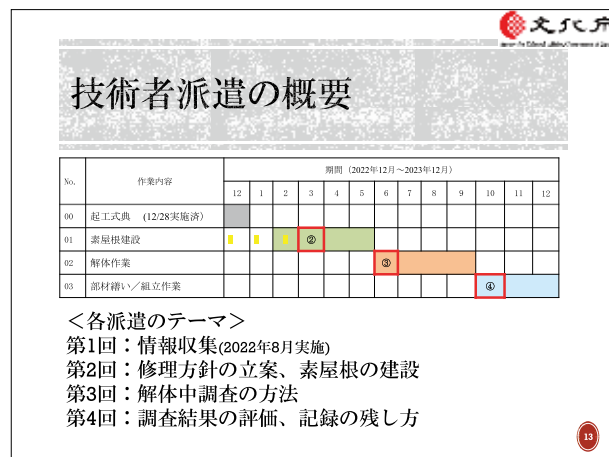 文化庁
技術者派遣の概要
No. 作業内容 期間（2022年12月～2023年12月）
12 1 2 3 4 5 6 7 8 9 10 11 12
00 起工式典 (12/28実施済)
01 素屋根建設 ②
02 解体作業 ③
03 部材繕い／組立作業 ④
＜各派遣のテーマ＞
第1回：情報収集(2022年8月実施)
第2回：修理方針の立案、素屋根の建設
第3回：解体中調査の方法
第4回：調査結果の評価、記録の残し方
13